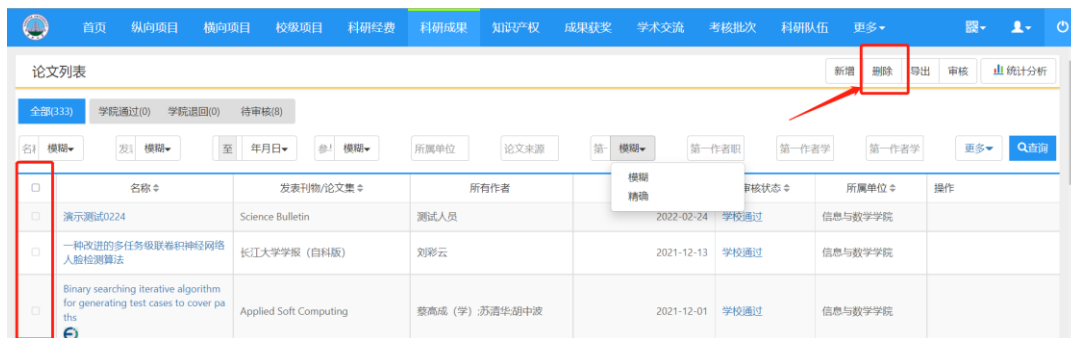 首页 纵向项目 横向项目 校级项目 科研经费 科研成果 知识产权 成果获奖 学术交流 考核批次 科研队伍 更多
论文列表 新增 删除 导出 审核 统计分析
全部(333) 学院通过(0) 学院退回(0) 待审核(8)
模糊 模糊 至 年月日 模糊 所属单位 论文来源 第一 模糊 第一作者职 第一作者学 第一作者学 更多 查询
模糊
精确
名称 发表刊物/论文集 所有作者 审核状态 所属单位 操作
演示测试0224 Science Bulletin 测试人员 2022-02-24 学校通过 信息与数学学院
一种改进的多任务级联卷积神经网络
人脸检测算法 长江大学学报（自科版） 刘彩云 2021-12-13 学校通过 信息与数学学院
Binary searching iterative algorithm
for generating test cases to cover pa
ths Applied Soft Computing 蔡高成（学）;苏清华;胡中波 2021-12-01 学校通过 信息与数学学院